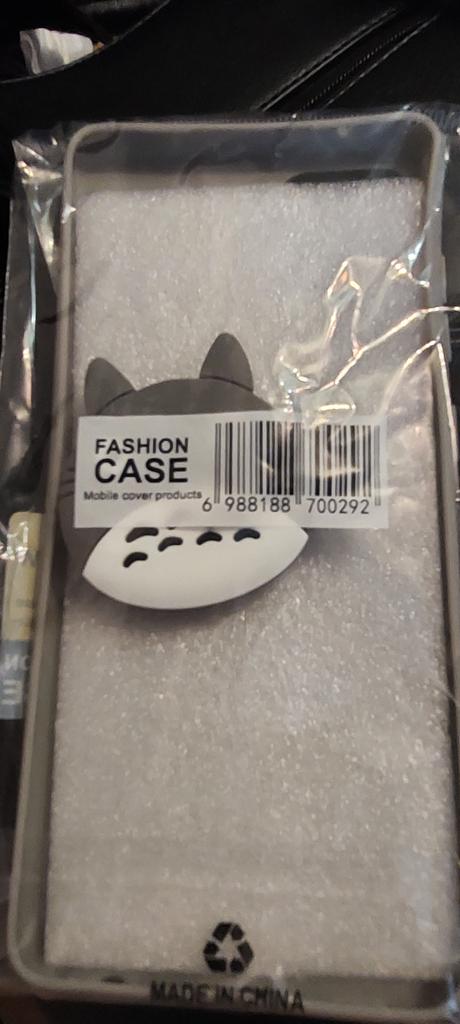 FASHION
CASE
Mobile cover products
6 988188 700292
MADE IN CHINA